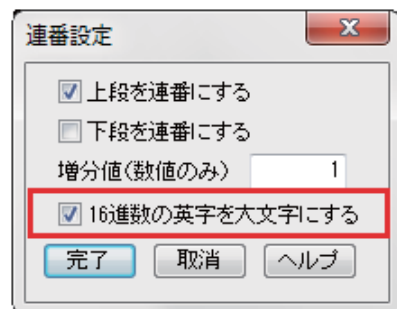 連番設定
上段を連番にする
下段を連番にする
増分値(数値のみ) 1
16進数の英字を大文字にする
完了 取消 ヘルプ